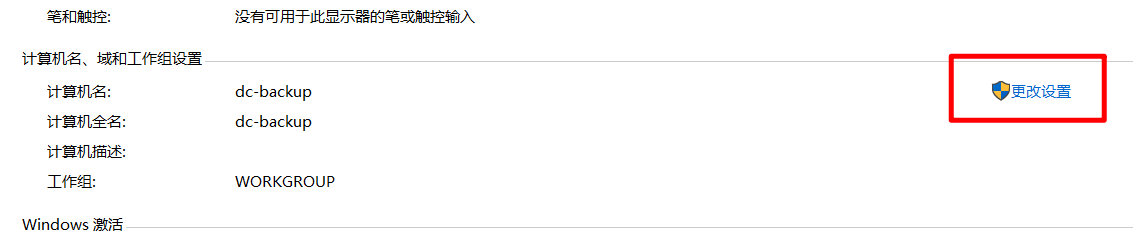 笔和触控: 没有可用于此显示器的笔或触控输入
计算机名、域和工作组设置
计算机名: dc-backup 更改设置
计算机全名: dc-backup
计算机描述:
工作组: WORKGROUP
Windows 激活